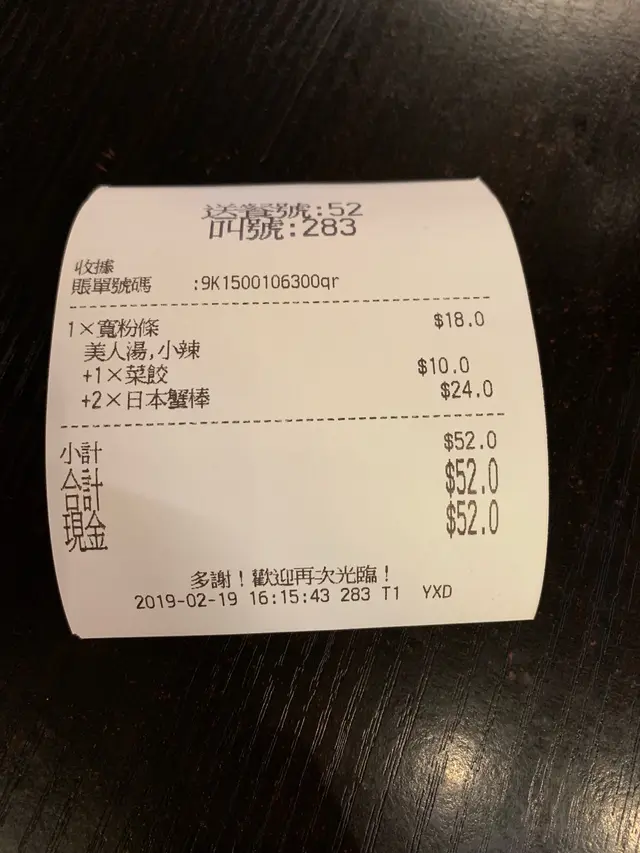 送餐號:52
叫號:283
收據
賬單號碼 :9K1500106300qr
1×寬粉條 $18.0
美人湯,小辣
+1×菜餃 $10.0
+2×日本蟹棒 $24.0
小計 $52.0
合計 $52.0
現金 $52.0
多謝!歡迎再次光臨!
2019-02-19 16:15:43 283 T1 YXD